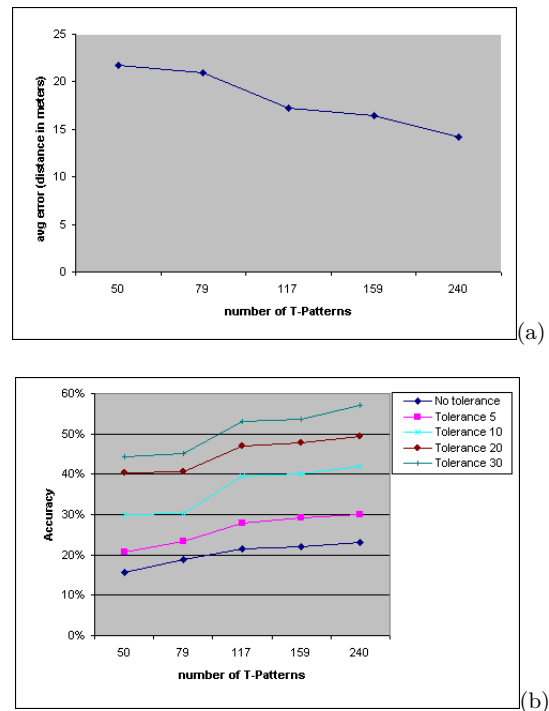 25
20
15
10
5
0
avg error (distance in meters)
50 79 117 159 240
number of T-Patterns
(a)
60%
50%
40%
30%
20%
10%
0%
Accuracy
50 79 117 159 240
number of T-Patterns
No tolerance
Tolerance 5
Tolerance 10
Tolerance 20
Tolerance 30
(b)